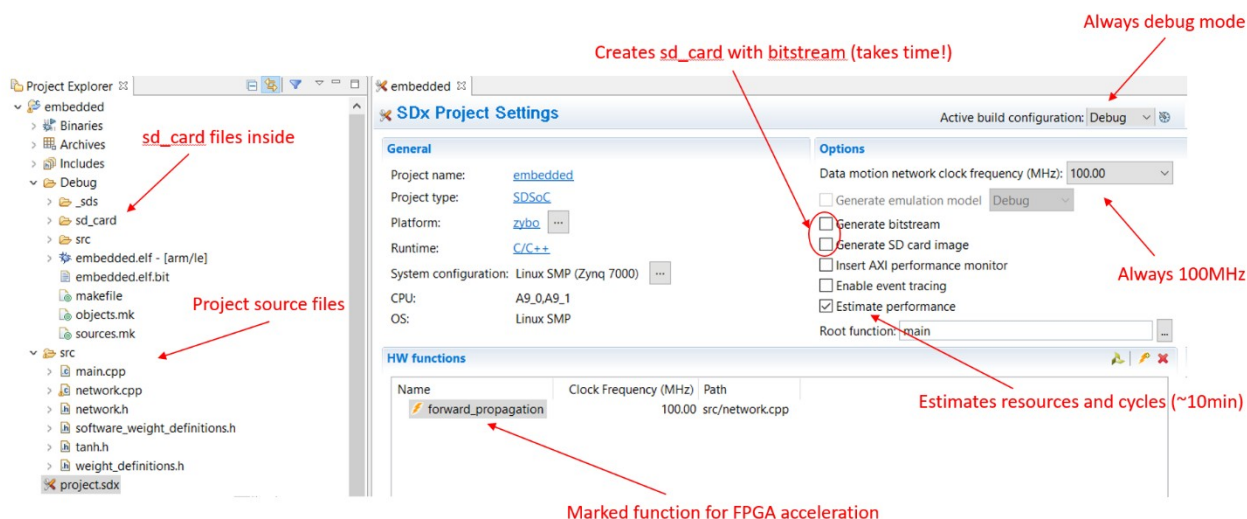 Always debug mode
Creates sd_card with bitstream (takes time!)
Project Explorer
embedded
Binaries
Archives
Includes
Debug
_sds
sd_card
src
embedded.elf - [arm/le]
embedded.elf.bit
makefile
objects.mk
sources.mk
src
main.cpp
network.cpp
network.h
software_weight_definitions.h
tanh.h
weight_definitions.h
project.sdx
sd_card files inside
Project source files
embedded
SDx Project Settings
Active build configuration: Debug
General
Project name: embedded
Project type: SDSoC
Platform: zybo ...
Runtime: C/C++
System configuration: Linux SMP (Zynq 7000) ...
CPU: A9_0,A9_1
OS: Linux SMP
Options
Data motion network clock frequency (MHz): 100.00
Generate emulation model Debug
Generate bitstream
Generate SD card image
Insert AXI performance monitor
Enable event tracing
Estimate performance
Root function: main ...
Always 100MHz
HW functions
Name Clock Frequency (MHz) Path
forward_propagation 100.00 src/network.cpp
Estimates resources and cycles (~10min)
Marked function for FPGA acceleration